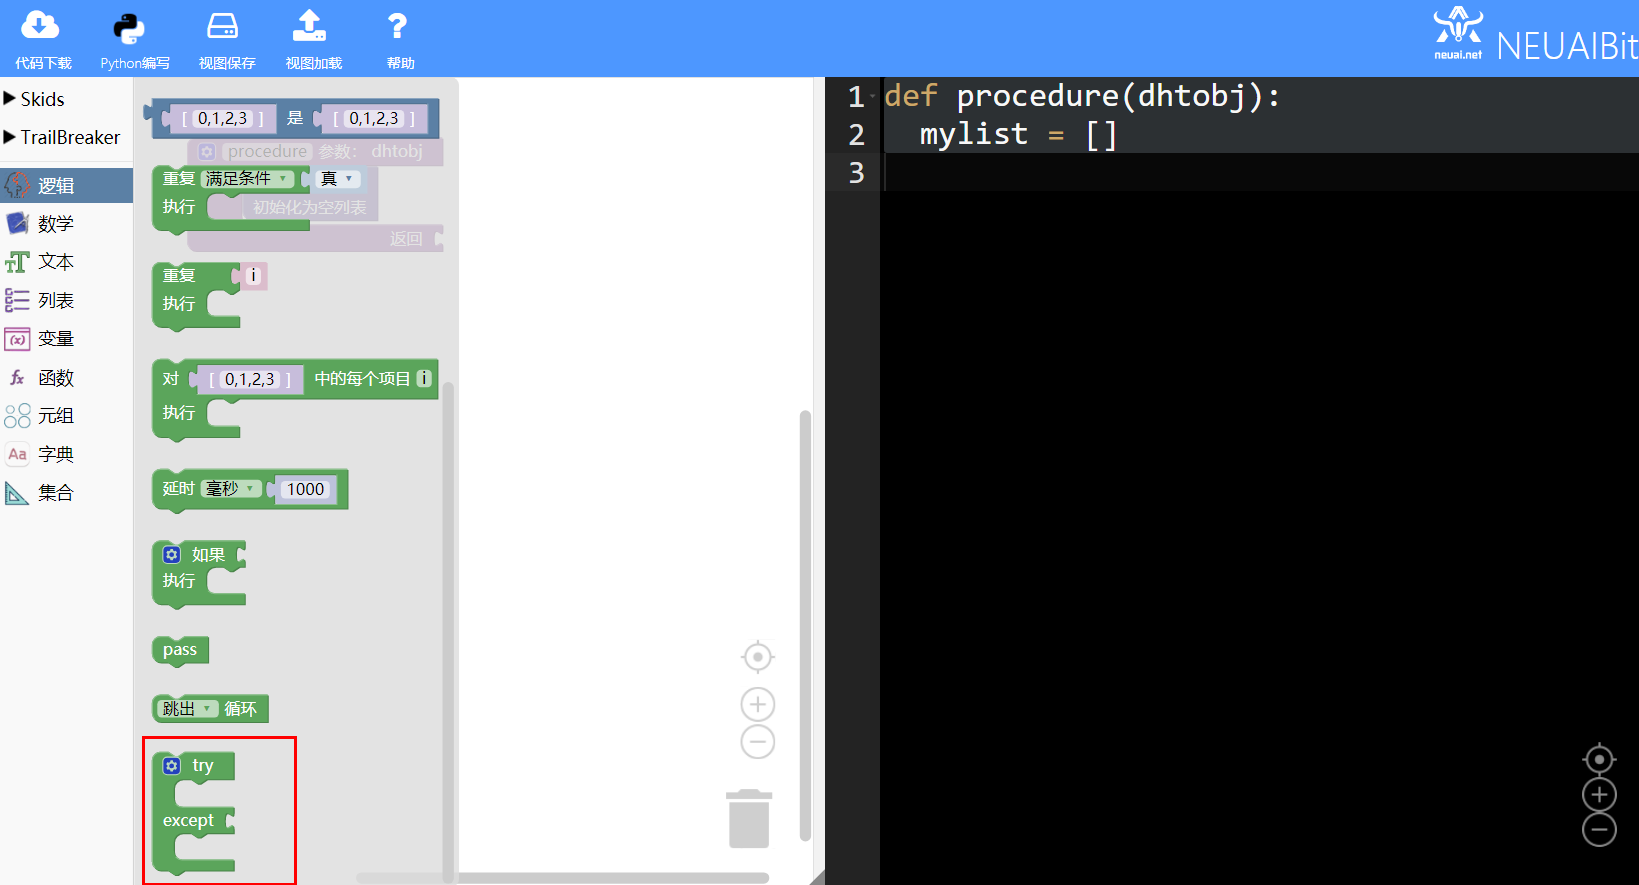 代码下载 Python编写 视图保存 视图加载 帮助
neuai.net NEUAIBit
Skids
TrailBreaker
逻辑
数学
文本
列表
变量
函数
元组
字典
集合
[ 0,1,2,3 ] 是 [ 0,1,2,3 ]
procedure 参数: dhtobj
重复 满足条件 真
执行 初始化为空列表
返回
重复 i
执行
对 [ 0,1,2,3 ] 中的每个项目 i
执行
延时 毫秒 1000
如果
执行
pass
跳出 循环
try
except
1 def procedure(dhtobj):
2 mylist = []
3